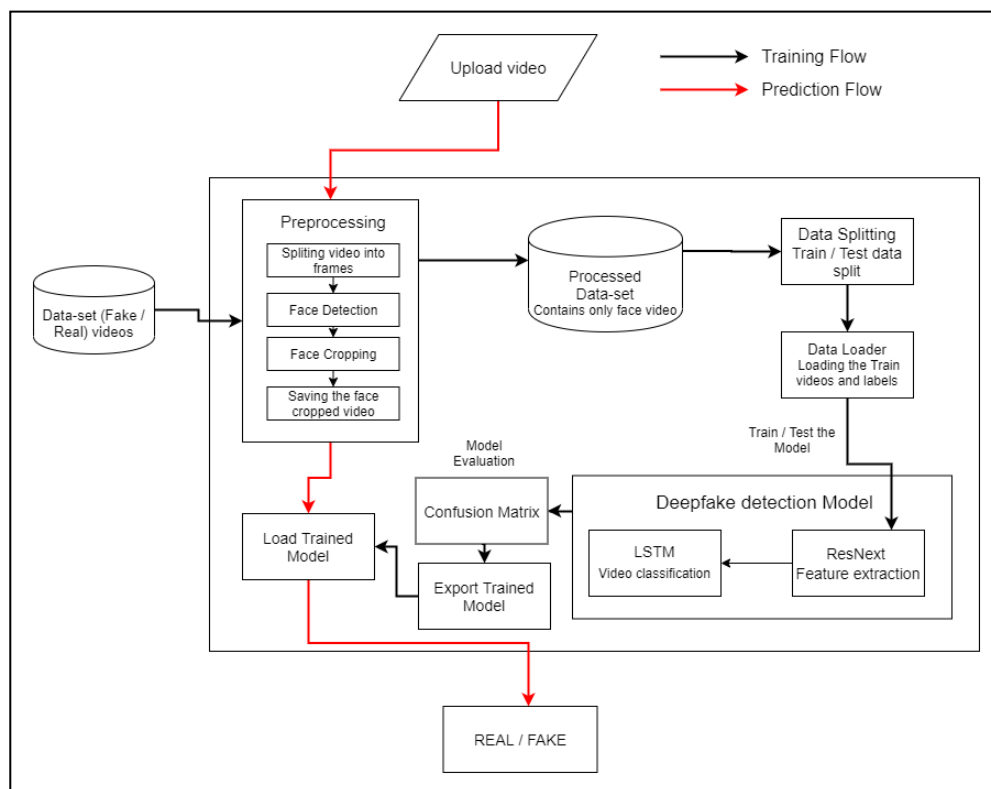 Upload video
Training Flow
Prediction Flow
Preprocessing
Spliting video into
frames
Face Detection
Face Cropping
Saving the face
cropped video
Data-set (Fake /
Real) videos
Processed
Data-set
Contains only face video
Data Splitting
Train / Test data
split
Data Loader
Loading the Train
videos and labels
Train / Test the
Model
Model
Evaluation
Confusion Matrix
Export Trained
Model
Load Trained
Model
Deepfake detection Model
LSTM
Video classification
ResNext
Feature extraction
REAL / FAKE